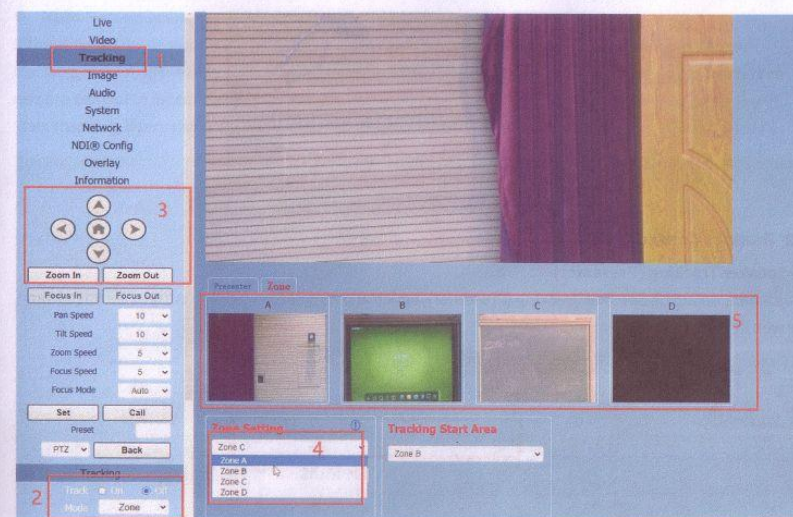 Live
Video
Tracking 1
Image
Audio
System
Network
NDI® Config
Overlay
Information
3
Zoom In Zoom Out
Focus In Focus Out
Pan Speed 10
Tilt Speed 10
Zoom Speed 5
Focus Speed 5
Focus Mode Auto
Set Call
Preset
PTZ Back
Tracking
2
Track On Off
Mode Zone
Presenter Zone
A B C D
5
Zone Setting
Zone C
4
Zone A
Zone B
Zone C
Zone D
Tracking Start Area
Zone B